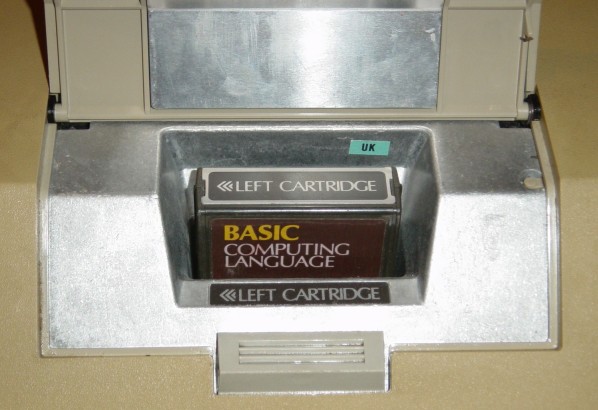 UK
LEFT CARTRIDGE
BASIC
COMPUTING
LANGUAGE
LEFT CARTRIDGE